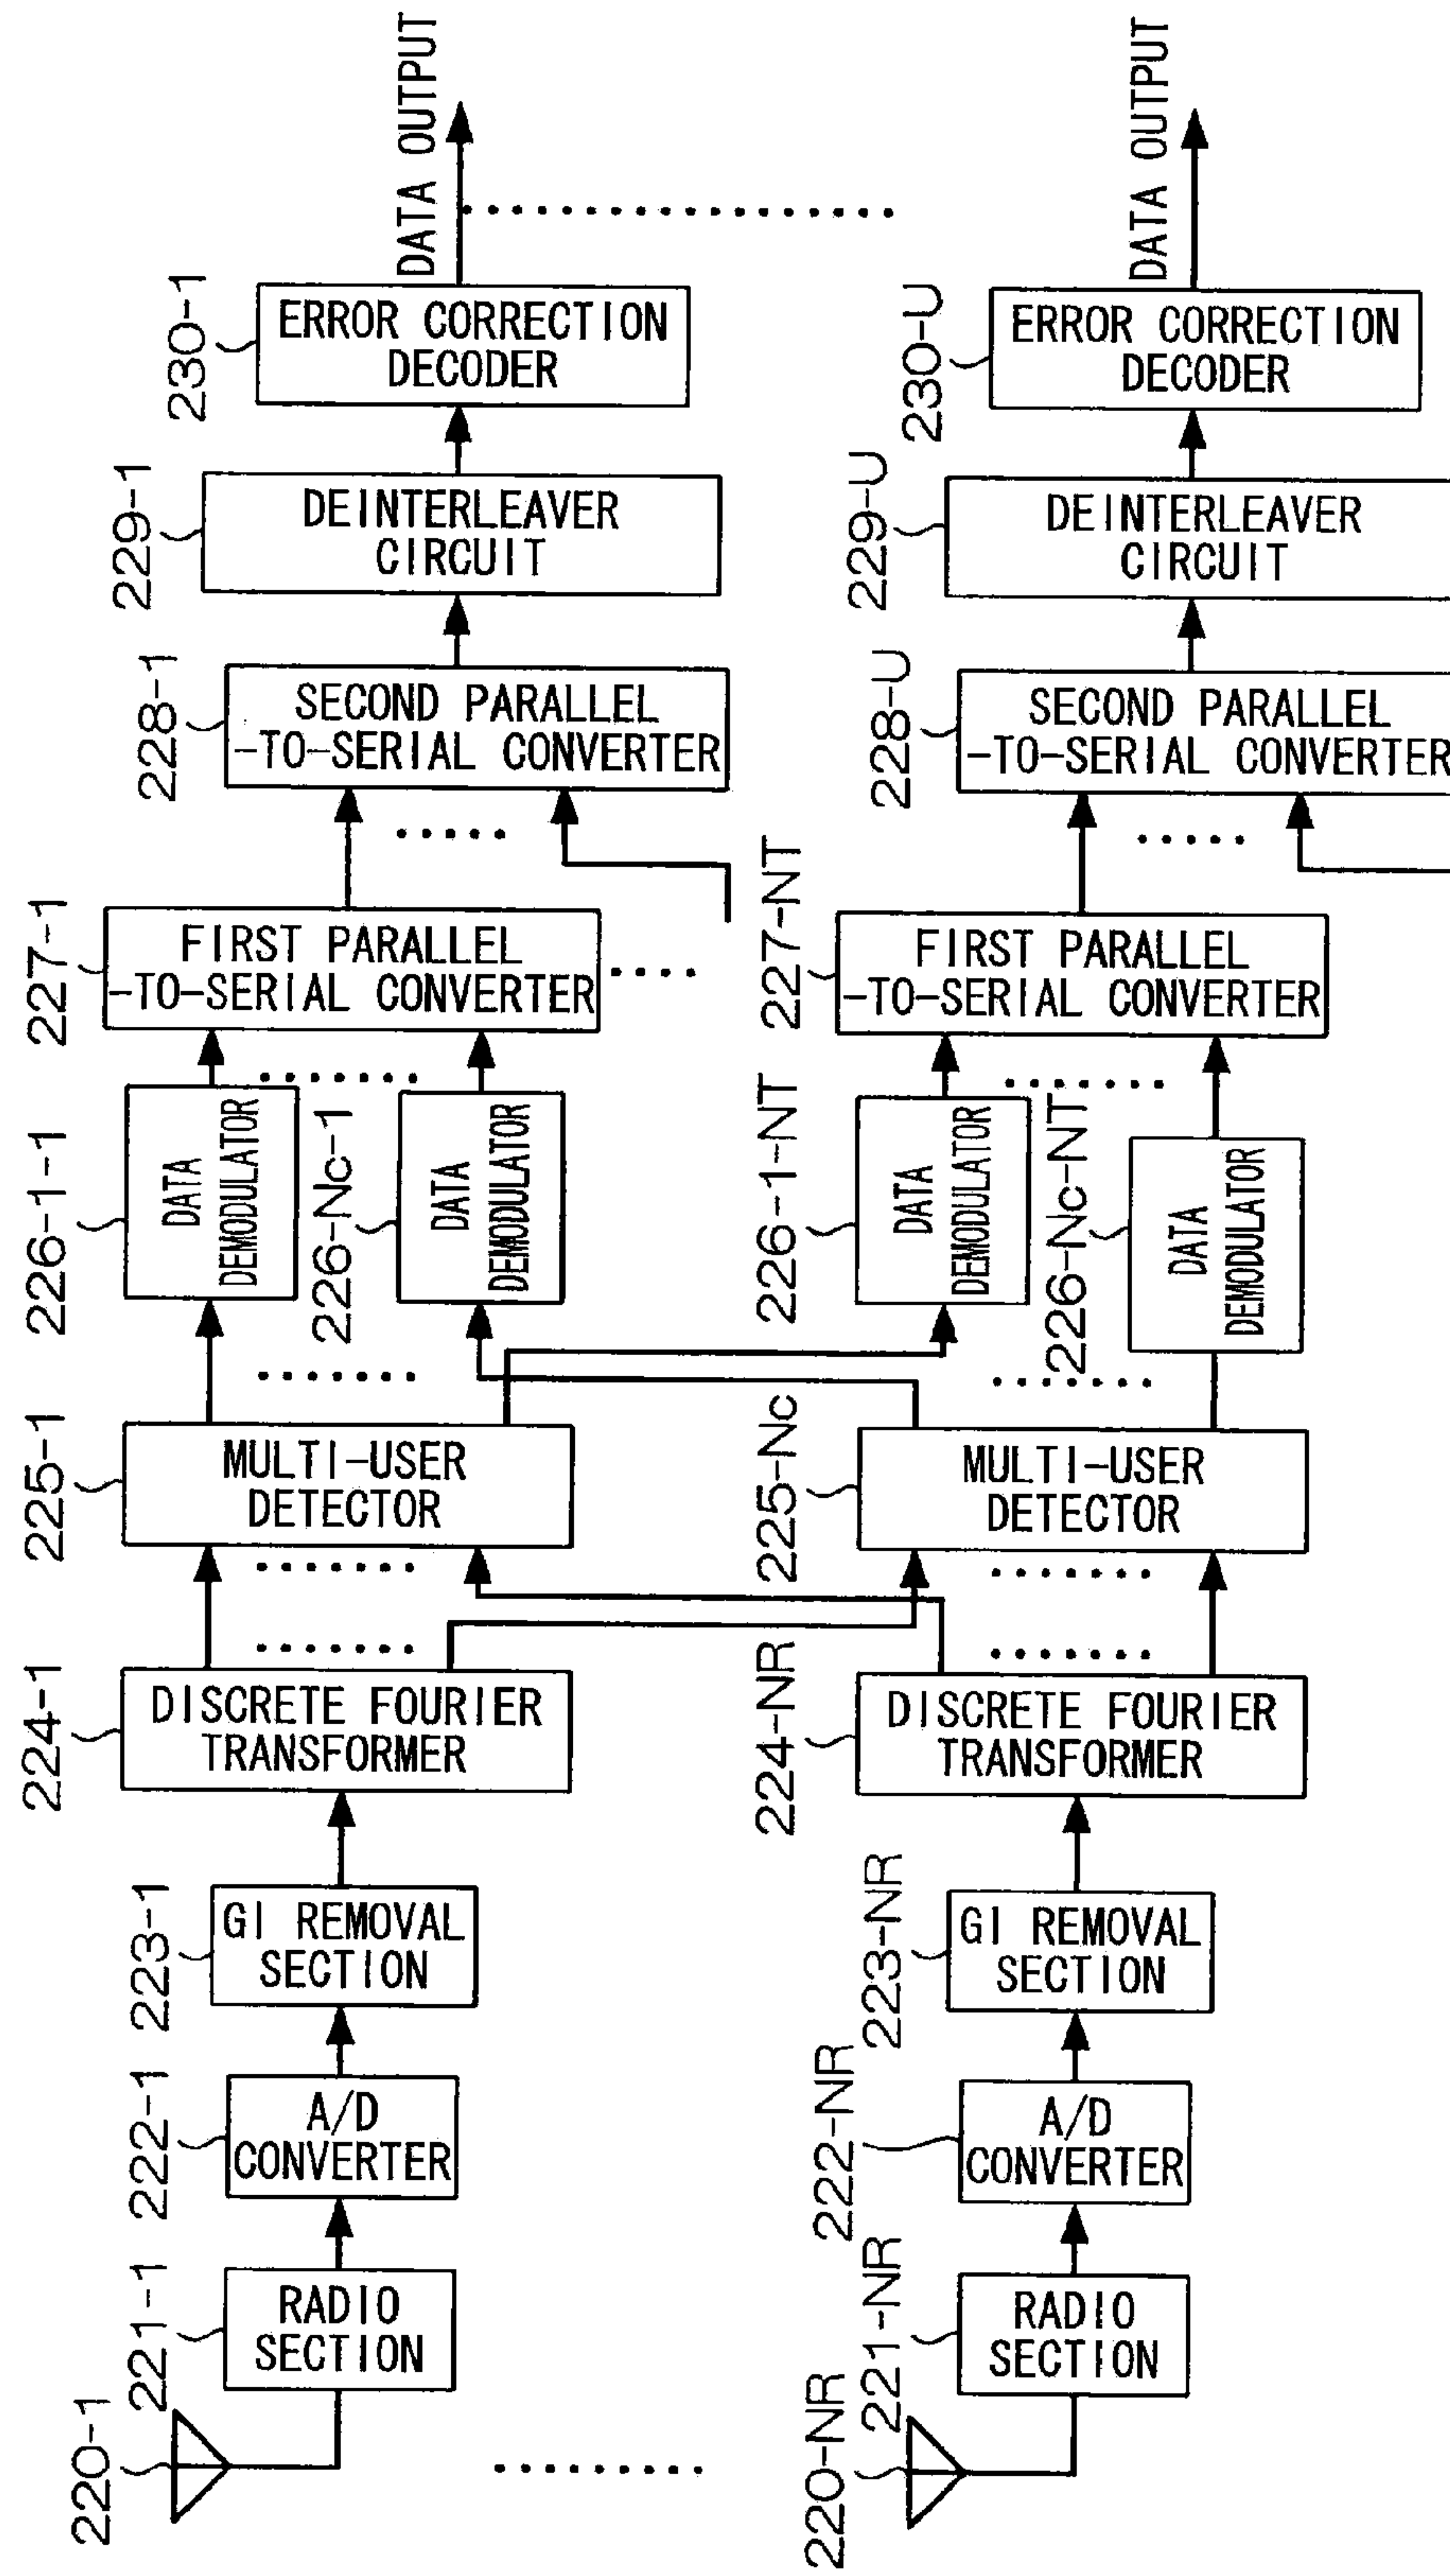 DATA OUTPUT
230-1
ERROR CORRECTION
DECODER
229-1
DEINTERLEAVER
CIRCUIT
228-1
SECOND PARALLEL
-TO-SERIAL CONVERTER
227-1
FIRST PARALLEL
-TO-SERIAL CONVERTER
226-1-1
DATA
DEMODULATOR
226-Nc-1
DATA
DEMODULATOR
225-1
MULTI-USER
DETECTOR
224-1
DISCRETE FOURIER
TRANSFORMER
223-1
GI REMOVAL
SECTION
222-1
A/D
CONVERTER
221-1
RADIO
SECTION
220-1
DATA OUTPUT
230-U
ERROR CORRECTION
DECODER
229-U
DEINTERLEAVER
CIRCUIT
228-U
SECOND PARALLEL
-TO-SERIAL CONVERTER
227-NT
FIRST PARALLEL
-TO-SERIAL CONVERTER
226-1-NT
DATA
DEMODULATOR
226-Nc-NT
DATA
DEMODULATOR
225-Nc
MULTI-USER
DETECTOR
224-NR
DISCRETE FOURIER
TRANSFORMER
223-NR
GI REMOVAL
SECTION
222-NR
A/D
CONVERTER
221-NR
RADIO
SECTION
220-NR